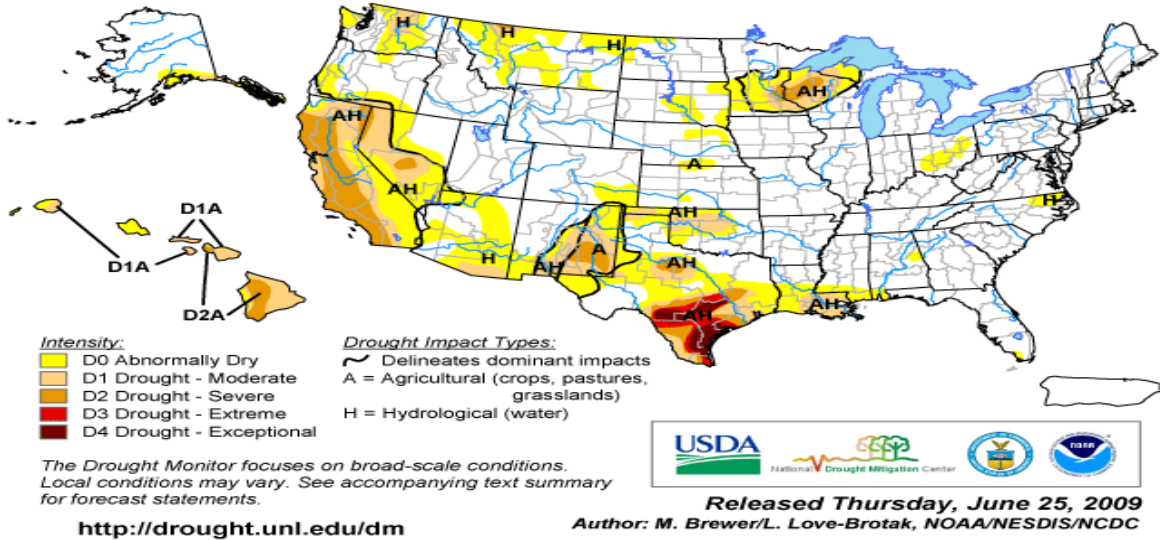 H
H
H
AH
AH
A
AH
AH
H
H
A
AH
AH
AH
AH
D1A
D1A
D2A
Intensity:
D0 Abnormally Dry
D1 Drought - Moderate
D2 Drought - Severe
D3 Drought - Extreme
D4 Drought - Exceptional
Drought Impact Types:
Delineates dominant impacts
A = Agricultural (crops, pastures,
grasslands)
H = Hydrological (water)
The Drought Monitor focuses on broad-scale conditions.
Local conditions may vary. See accompanying text summary
for forecast statements.
http://drought.unl.edu/dm
USDA
National Drought Mitigation Center
NOAA
Released Thursday, June 25, 2009
Author: M. Brewer/L. Love-Brotak, NOAA/NESDIS/NCDC